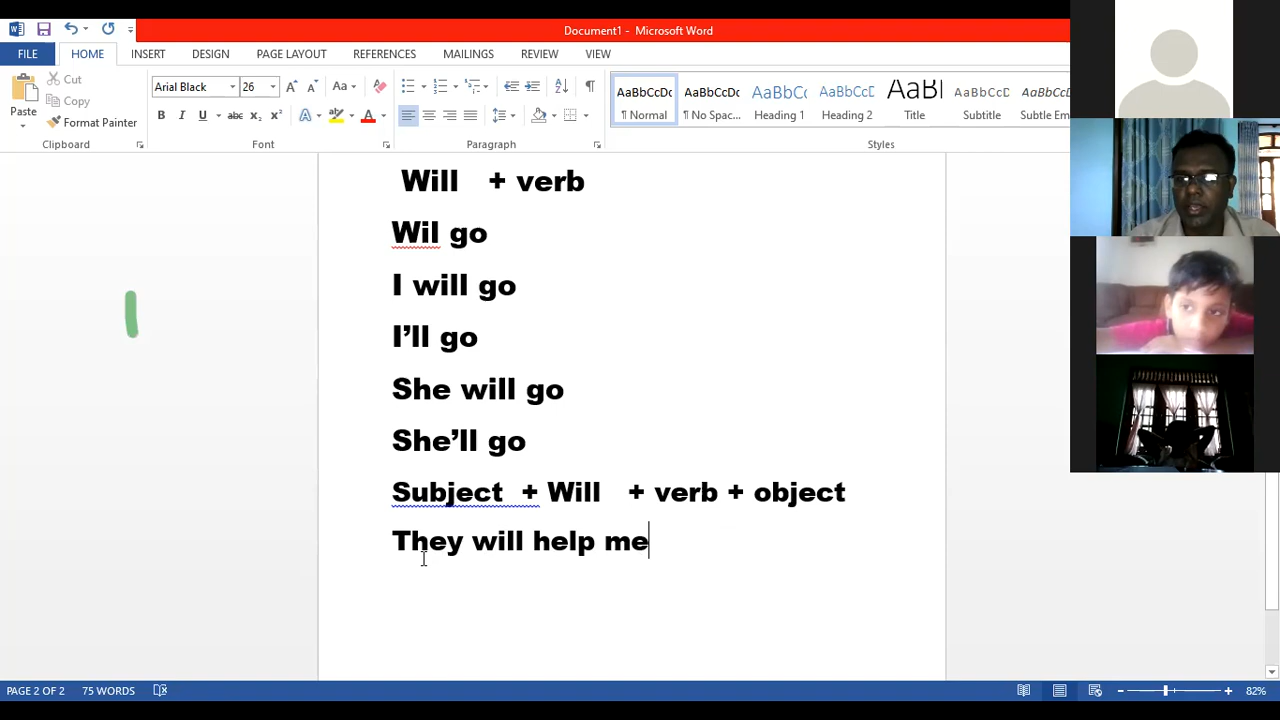 Document1 - Microsoft Word
FILE HOME INSERT DESIGN PAGE LAYOUT REFERENCES MAILINGS REVIEW VIEW
Cut
Copy
Format Painter
Paste
Clipboard
Arial Black 26
Font
Paragraph
AaBbCcDc AaBbCcDc AaBbCc AaBbCcD AaBl AaBbCcD AaBbCcDc
¶ Normal ¶ No Spac... Heading 1 Heading 2 Title Subtitle Subtle Em
Styles
Will + verb
Wil go
I will go
I’ll go
She will go
She’ll go
Subject + Will + verb + object
They will help me
PAGE 2 OF 2 75 WORDS 82%